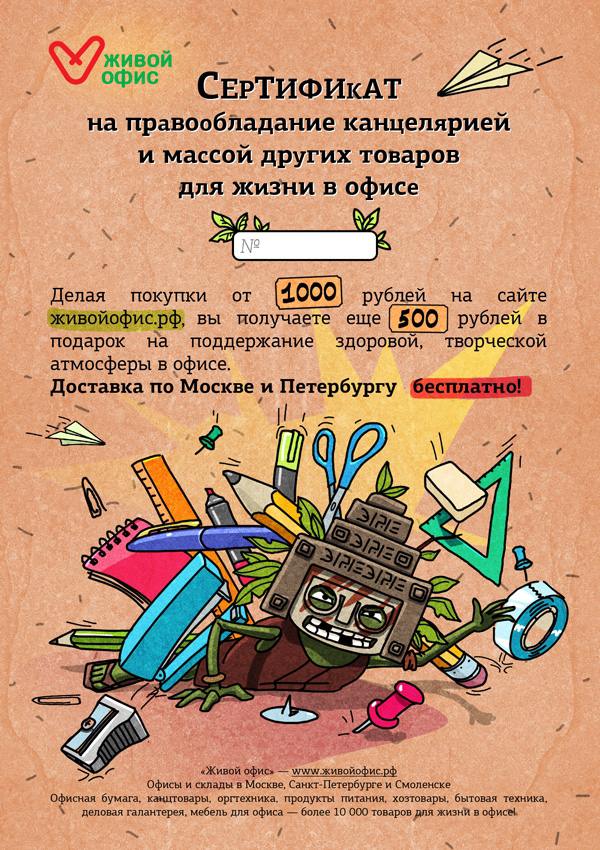 живой
офис
СЕРТИФИКАТ
на правообладание канцелярией
и массой других товаров
для жизни в офисе
№
Делая покупки от 1000 рублей на сайте
живойофис.рф, вы получаете еще 500 рублей в
подарок на поддержание здоровой, творческой
атмосферы в офисе.
Доставка по Москве и Петербургу бесплатно!
«Живой офис» — www.живойофис.рф
Офисы и склады в Москве, Санкт-Петербурге и Смоленске
Офисная бумага, канцтовары, оргтехника, продукты питания, хозтовары, бытовая техника,
деловая галантерея, мебель для офиса — более 10 000 товаров для жизни в офисе!